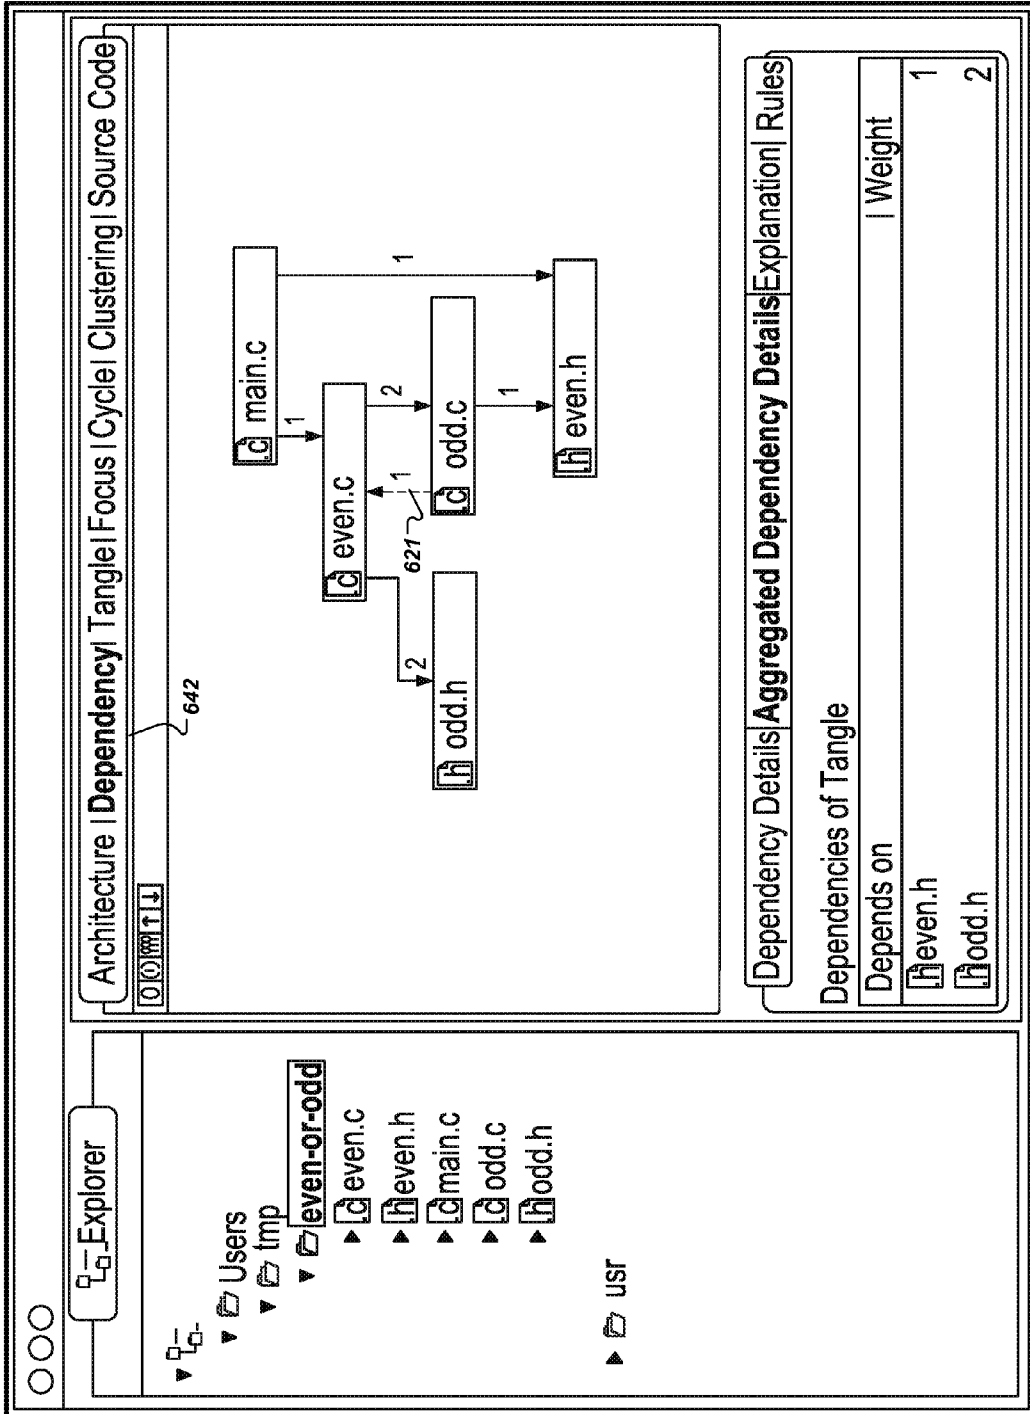 Explorer
Users
tmp
even-or-odd
.c even.c
.h even.h
.c main.c
.c odd.c
.h odd.h
usr
Architecture | Dependency | Tangle | Focus | Cycle | Clustering | Source Code
642
.c main.c
1
1
.c even.c
2
1
621
2
.c odd.c
.h odd.h
1
.h even.h
Dependency Details | Aggregated Dependency Details | Explanation | Rules
Dependencies of Tangle
Depends on | Weight
.h even.h 1
.h odd.h 2